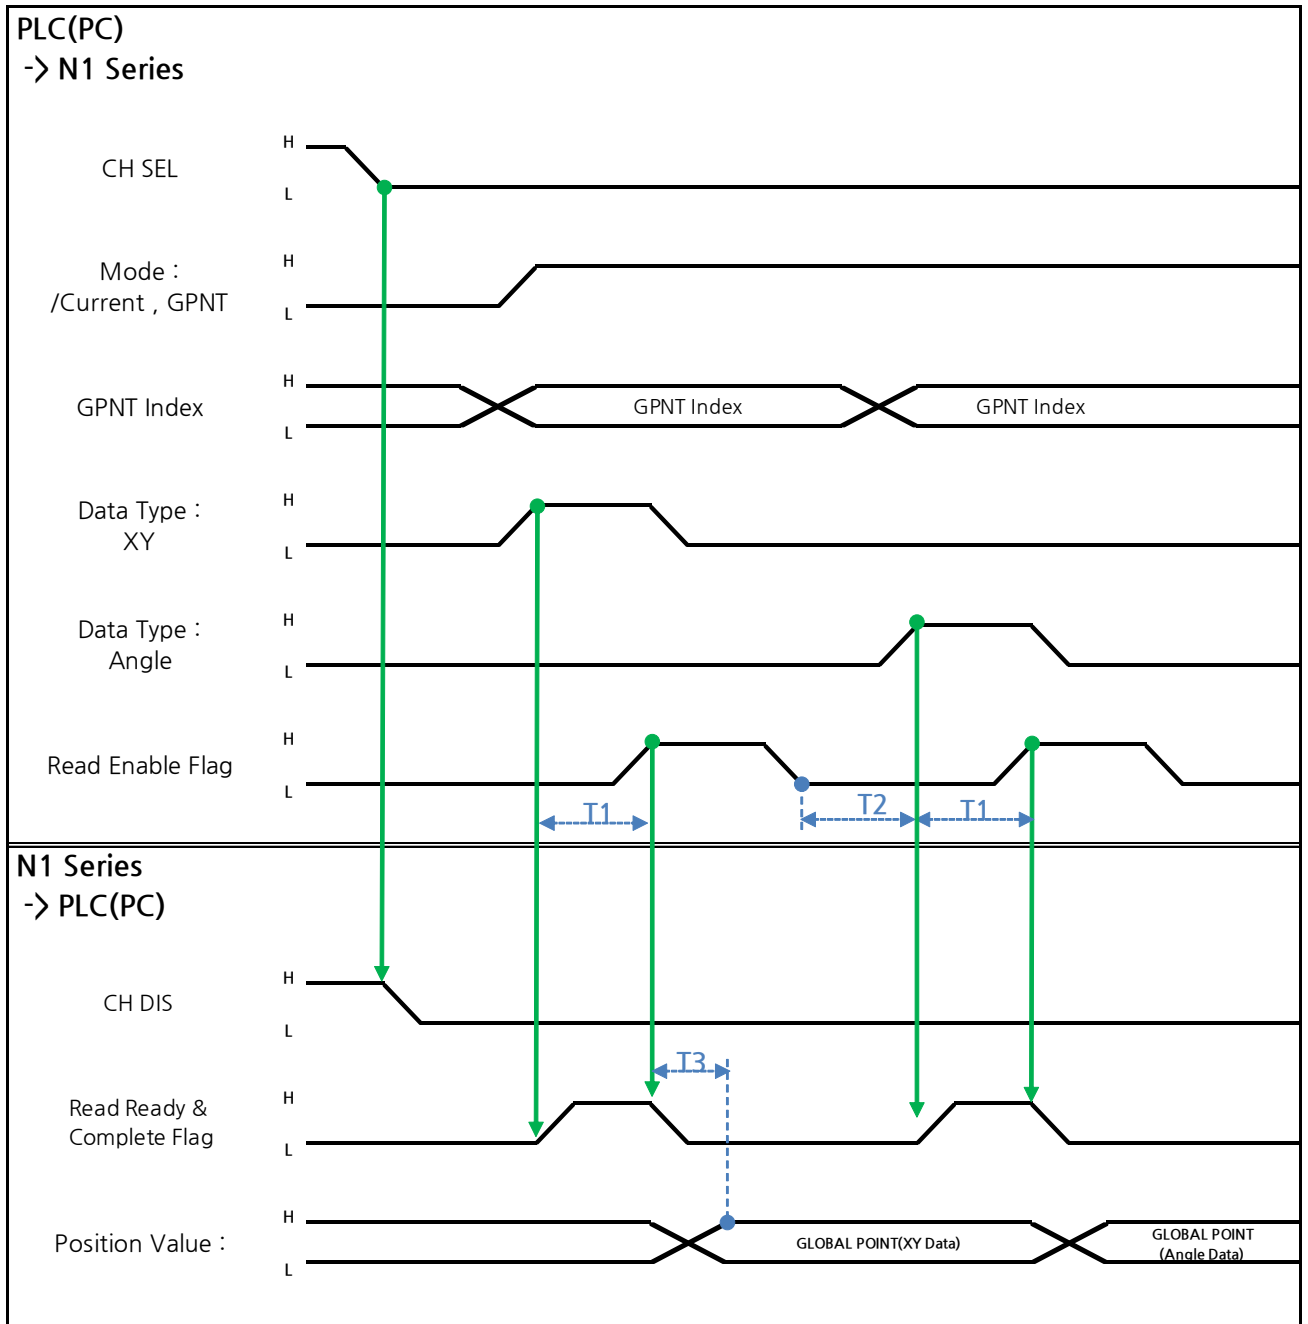 PLC(PC)
-> N1 Series
H
CH SEL
L
H
Mode :
/Current , GPNT
L
H
GPNT Index
GPNT Index
GPNT Index
L
H
Data Type :
XY
L
H
Data Type :
Angle
L
H
Read Enable Flag
L
T1
T2
T1
N1 Series
-> PLC(PC)
H
CH DIS
L
T3
H
Read Ready &
Complete Flag
L
H
Position Value :
GLOBAL POINT(XY Data)
GLOBAL POINT
(Angle Data)
L